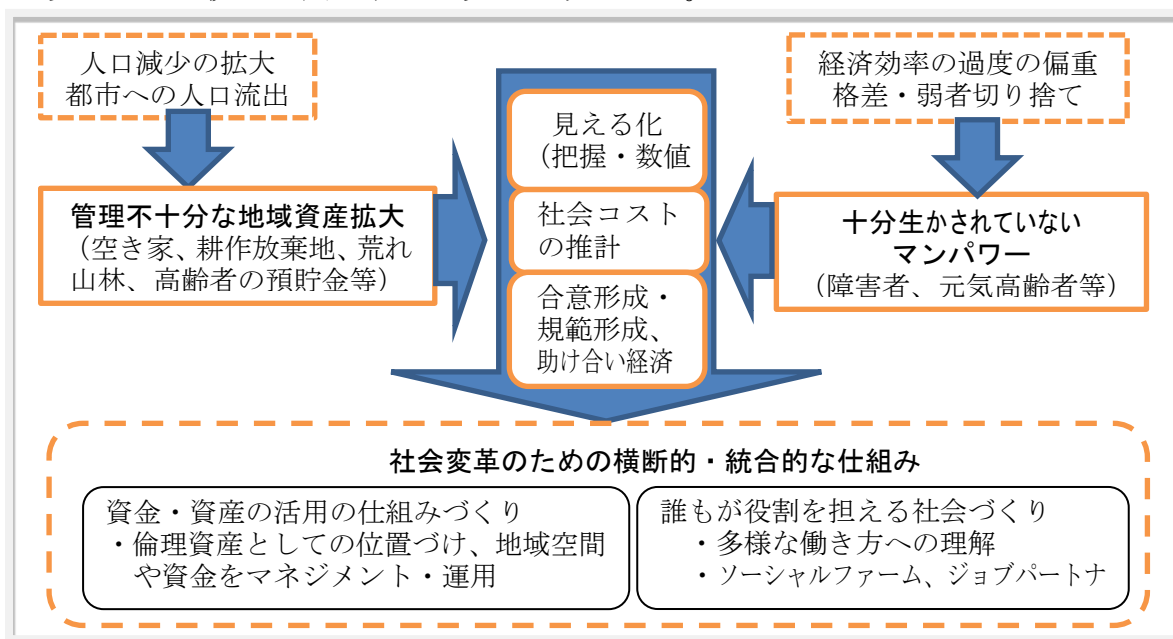 人口減少の拡大
都市への人口流出
経済効率の過度の偏重
格差・弱者切り捨て
見える化
（把握・数値
管理不十分な地域資産拡大
（空き家、耕作放棄地、荒れ
山林、高齢者の預貯金等）
社会コスト
の推計
十分生かされていない
マンパワー
（障害者、元気高齢者等）
合意形成・
規範形成、
助け合い経済
社会変革のための横断的・統合的な仕組み
資金・資産の活用の仕組みづくり
・倫理資産としての位置づけ、地域空間
や資金をマネジメント・運用
誰もが役割を担える社会づくり
・多様な働き方への理解
・ソーシャルファーム、ジョブパートナ